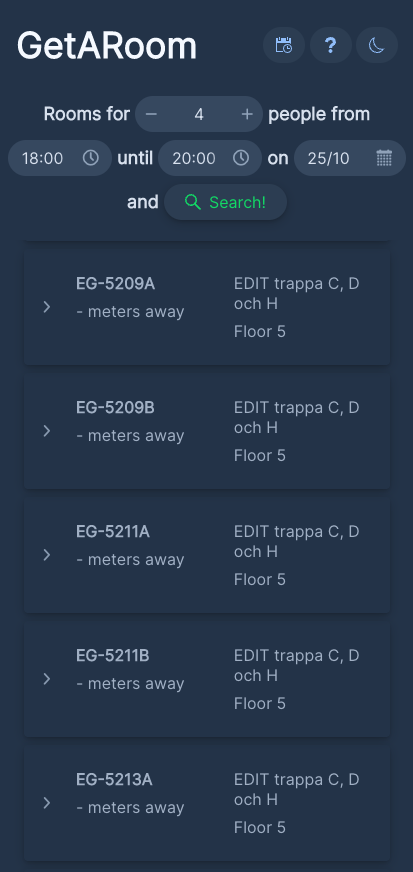 GetARoom
?
Rooms for − 4 + people from
18:00 until 20:00 on 25/10
and Search!
EG-5209A
- meters away
EDIT trappa C, D
och H
Floor 5
EG-5209B
- meters away
EDIT trappa C, D
och H
Floor 5
EG-5211A
- meters away
EDIT trappa C, D
och H
Floor 5
EG-5211B
- meters away
EDIT trappa C, D
och H
Floor 5
EG-5213A
- meters away
EDIT trappa C, D
och H
Floor 5